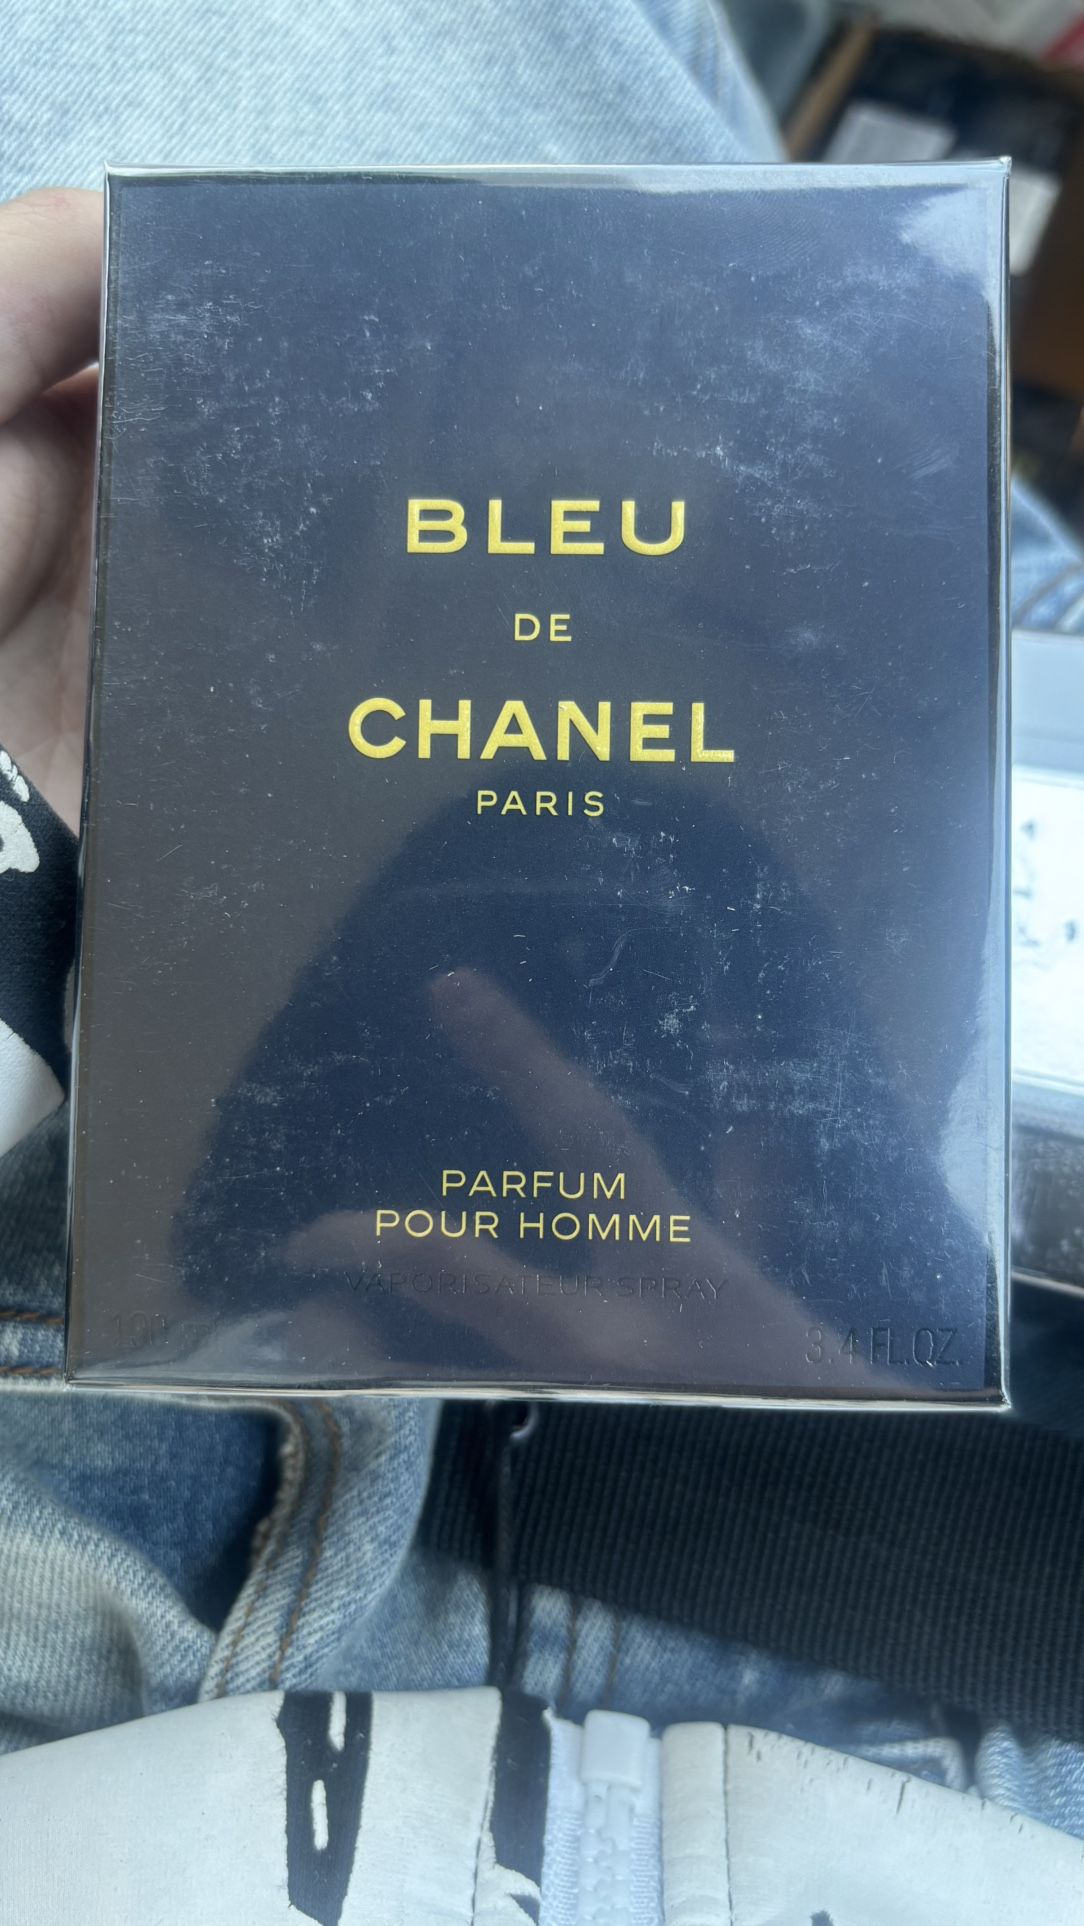 BLEU
DE
CHANEL
PARIS
PARFUM
POUR HOMME
VAPORISATEUR SPRAY
3.4 FL.OZ.